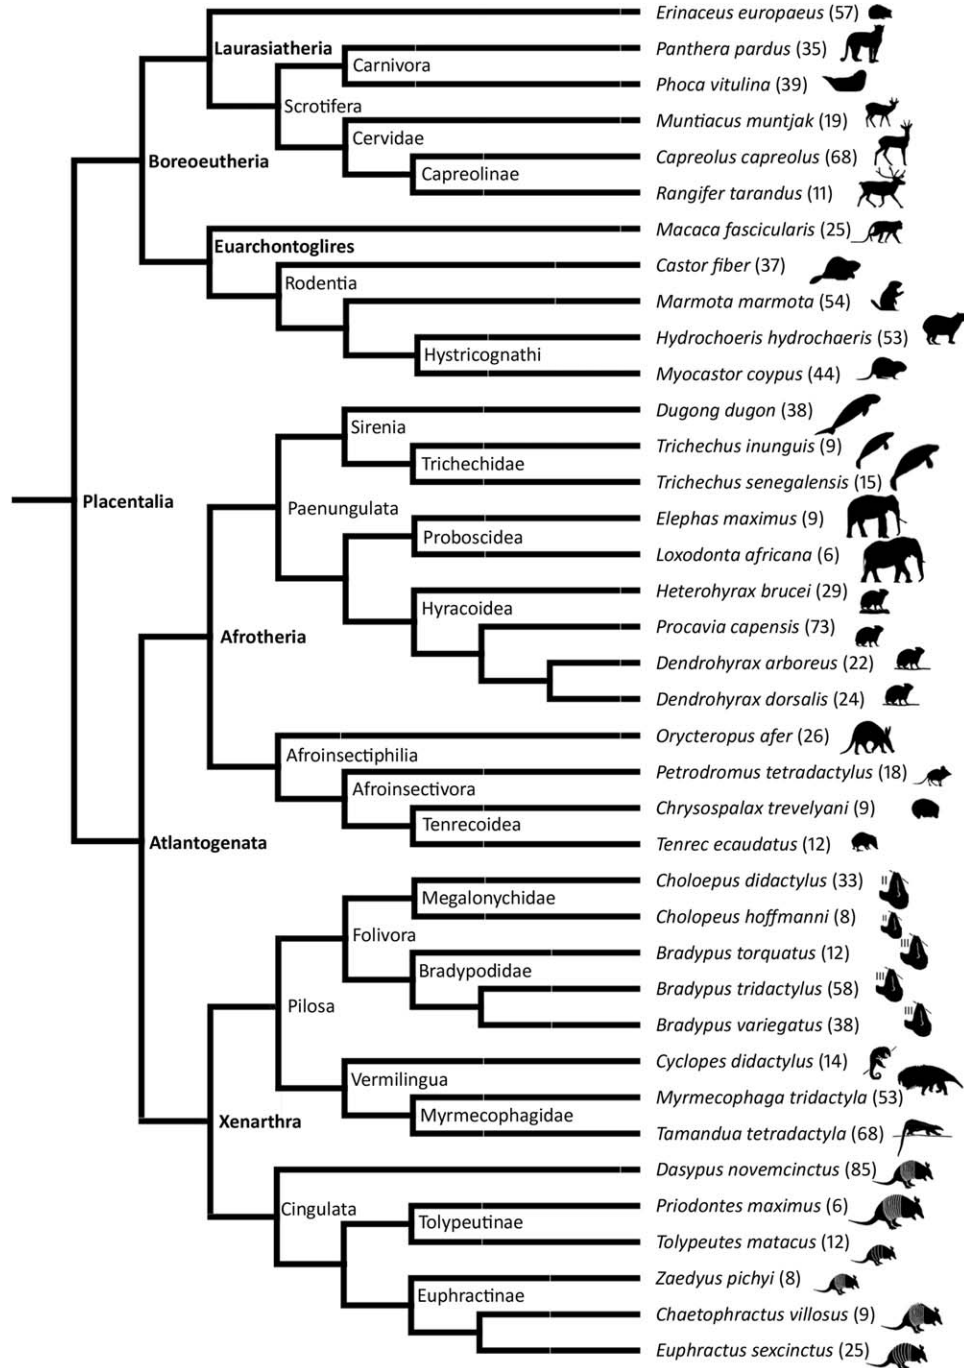 Erinaceus europaeus (57)
Laurasiatheria
Panthera pardus (35)
Carnivora
Phoca vitulina (39)
Scrotifera
Muntiacus muntjak (19)
Cervidae
Boreoeutheria
Capreolus capreolus (68)
Capreolinae
Rangifer tarandus (11)
Macaca fascicularis (25)
Euarchontoglires
Castor fiber (37)
Rodentia
Marmota marmota (54)
Hydrochoeris hydrochaeris (53)
Hystricognathi
Myocastor coypus (44)
Dugong dugon (38)
Sirenia
Trichechus inunguis (9)
Trichechidae
Trichechus senegalensis (15)
Placentalia
Paenungulata
Elephas maximus (9)
Proboscidea
Loxodonta africana (6)
Heterohyrax brucei (29)
Hyracoidea
Procavia capensis (73)
Afrotheria
Dendrohyrax arboreus (22)
Dendrohyrax dorsalis (24)
Orycteropus afer (26)
Afroinsectiphilia
Petrodromus tetradactylus (18)
Afroinsectivora
Chrysospalax trevelyani (9)
Tenrecoidea
Atlantogenata
Tenrec ecaudatus (12)
Choloepus didactylus (33)
II
Megalonychidae
Cholopeus hoffmanni (8)
II
Folivora
Bradypus torquatus (12)
III
Bradypodidae
Bradypus tridactylus (58)
III
Pilosa
Bradypus variegatus (38)
III
Cyclopes didactylus (14)
Vermilingua
Myrmecophaga tridactyla (53)
Xenarthra
Myrmecophagidae
Tamandua tetradactyla (68)
Dasypus novemcinctus (85)
Cingulata
Priodontes maximus (6)
Tolypeutinae
Tolypeutes matacus (12)
Zaedyus pichyi (8)
Euphractinae
Chaetophractus villosus (9)
Euphractus sexcinctus (25)